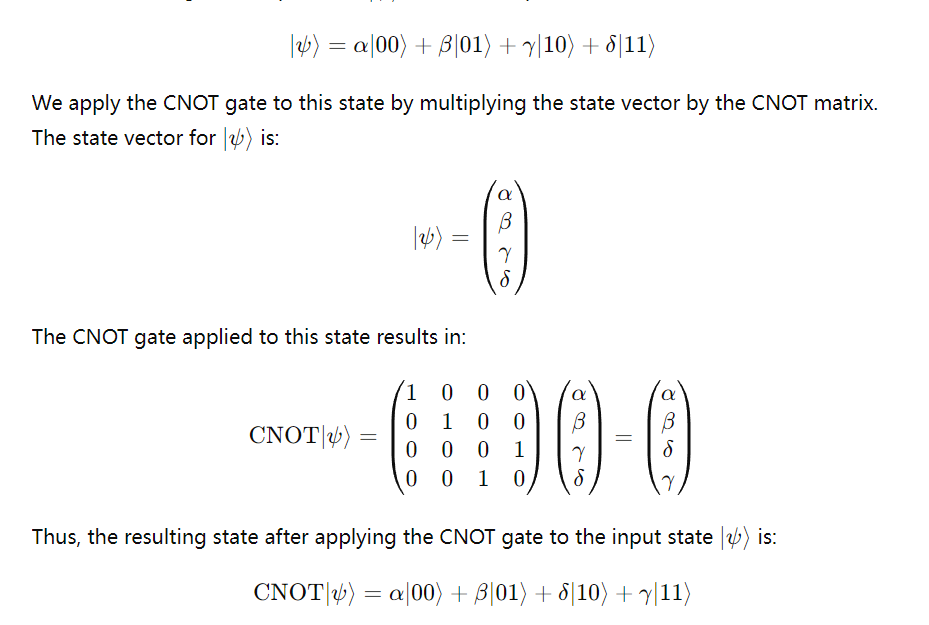 |ψ⟩ = α|00⟩ + β|01⟩ + γ|10⟩ + δ|11⟩
We apply the CNOT gate to this state by multiplying the state vector by the CNOT matrix.
The state vector for |ψ⟩ is:
|ψ⟩ = (α β γ δ)
The CNOT gate applied to this state results in:
CNOT|ψ⟩ = (1 0 0 0 0 1 0 0 0 0 0 1 0 0 1 0) (α β γ δ) = (α β δ γ)
Thus, the resulting state after applying the CNOT gate to the input state |ψ⟩ is:
CNOT|ψ⟩ = α|00⟩ + β|01⟩ + δ|10⟩ + γ|11⟩